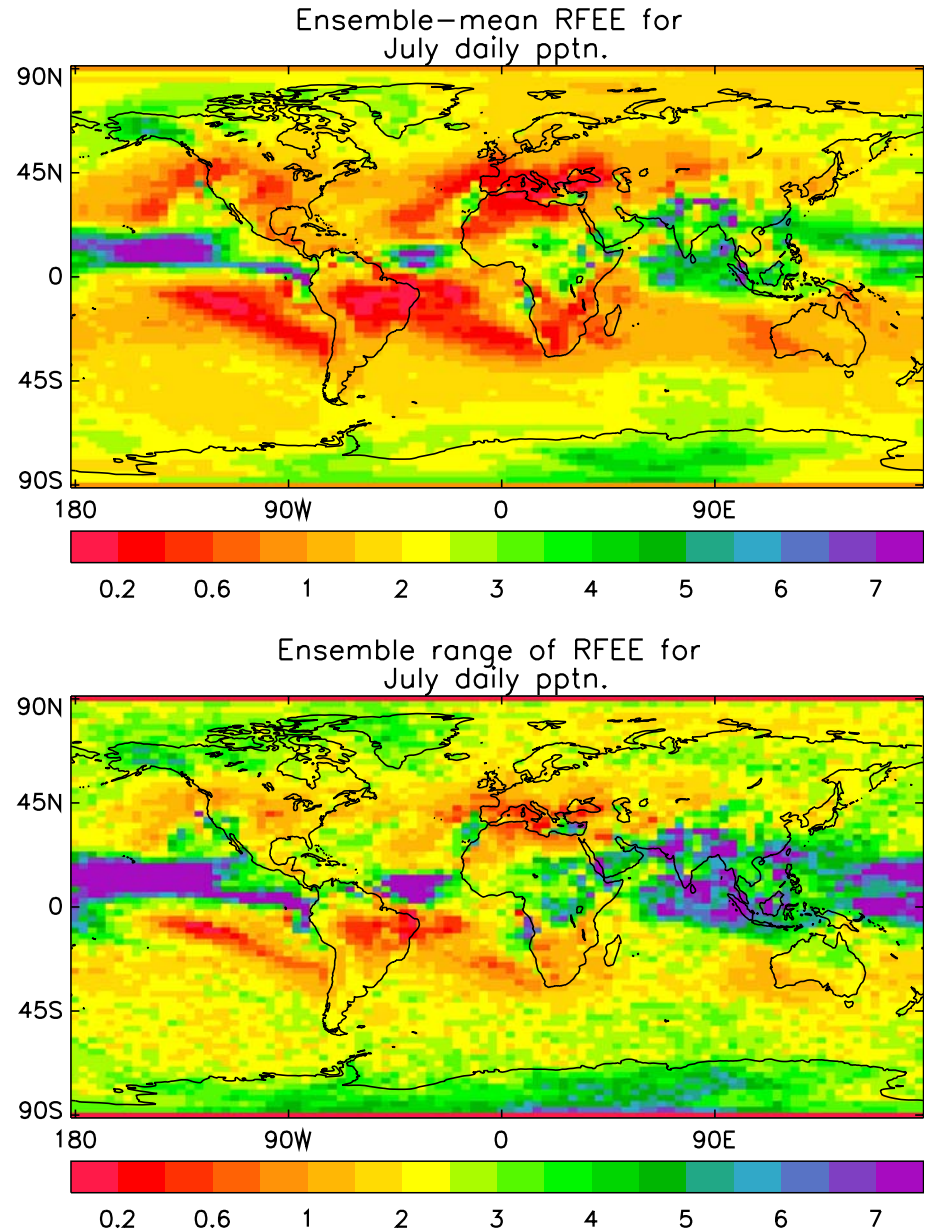 Ensemble-mean RFEE for
July daily pptn.
90N
45N
0
45S
90S
180 90W 0 90E
0.2 0.6 1 2 3 4 5 6 7
Ensemble range of RFEE for
July daily pptn.
90N
45N
0
45S
90S
180 90W 0 90E
0.2 0.6 1 2 3 4 5 6 7